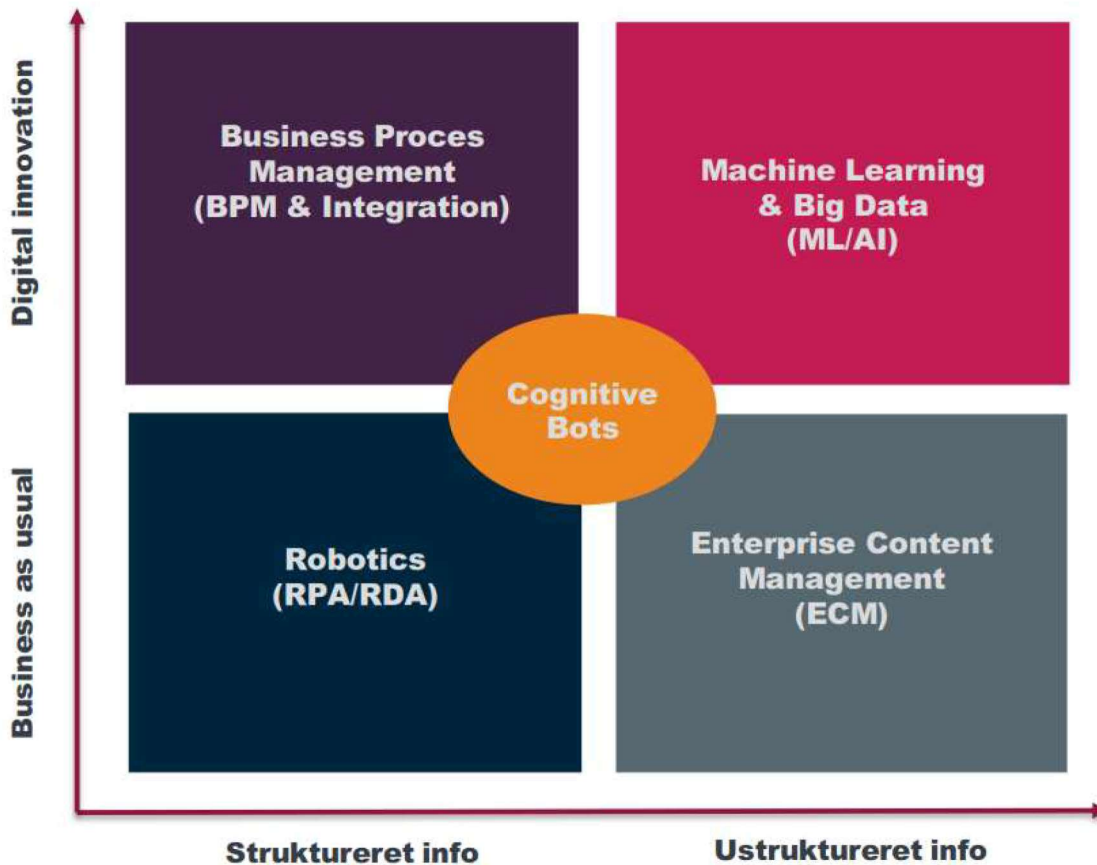 Digital innovation
Business Proces
Management
(BPM & Integration)
Machine Learning
& Big Data
(ML/AI)
Cognitive
Bots
Business as usual
Robotics
(RPA/RDA)
Enterprise Content
Management
(ECM)
Struktureret info
Ustruktureret info